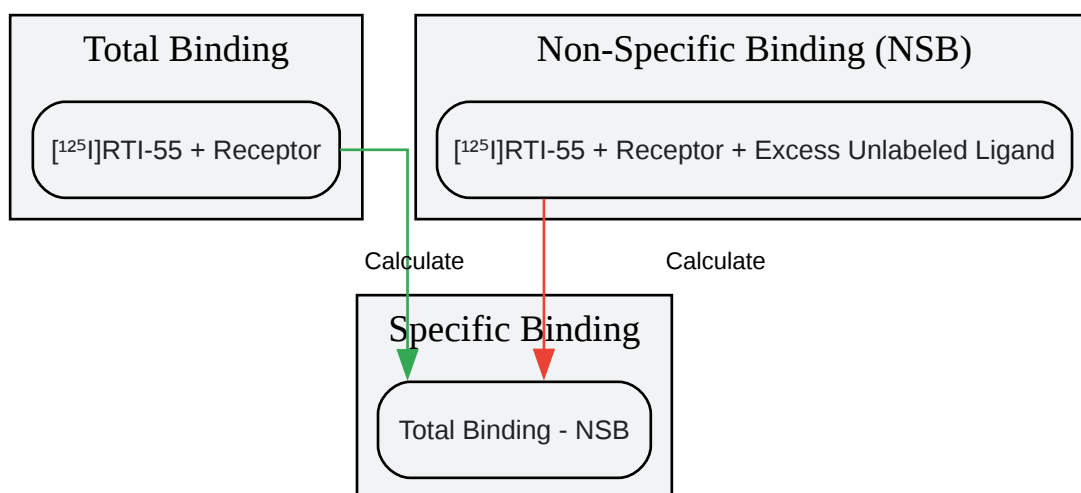 Total Binding
Non-Specific Binding (NSB)
[¹²⁵I]RTI-55 + Receptor
[¹²⁵I]RTI-55 + Receptor + Excess Unlabeled Ligand
Calculate
Calculate
Specific Binding
Total Binding - NSB